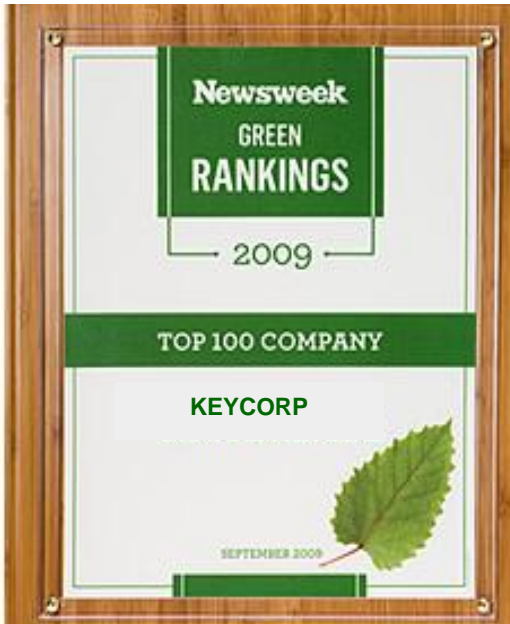 Newsweek
GREEN
RANKINGS
2009
TOP 100 COMPANY
KEYCORP
SEPTEMBER 2009